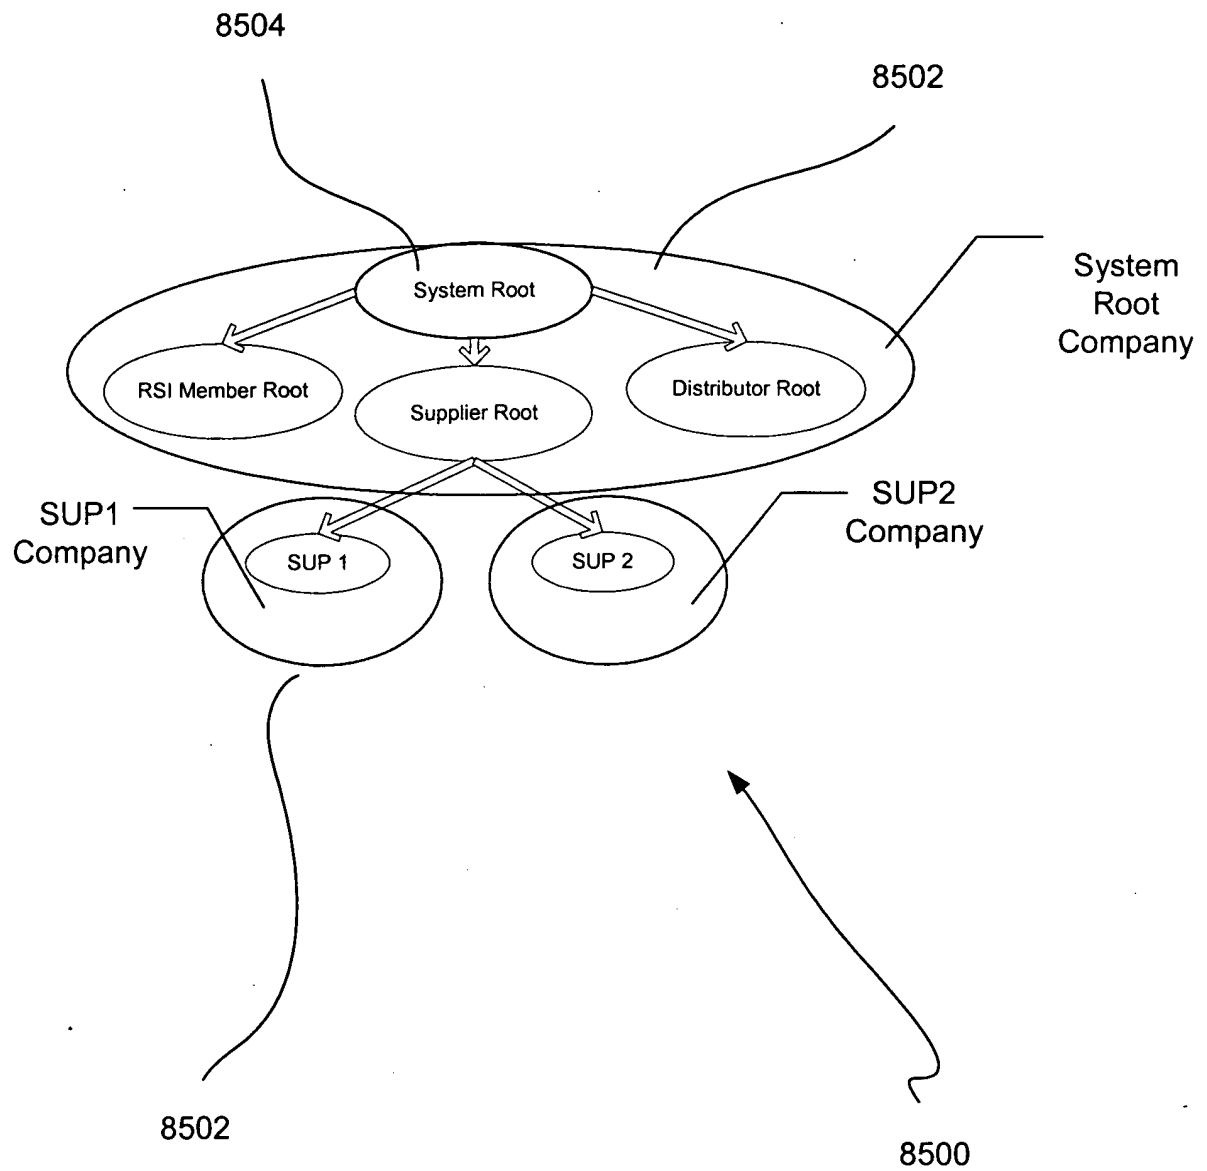 8504
8502
System Root
System
Root
Company
RSI Member Root
Supplier Root
Distributor Root
SUP1
Company
SUP2
Company
SUP 1
SUP 2
8502
8500